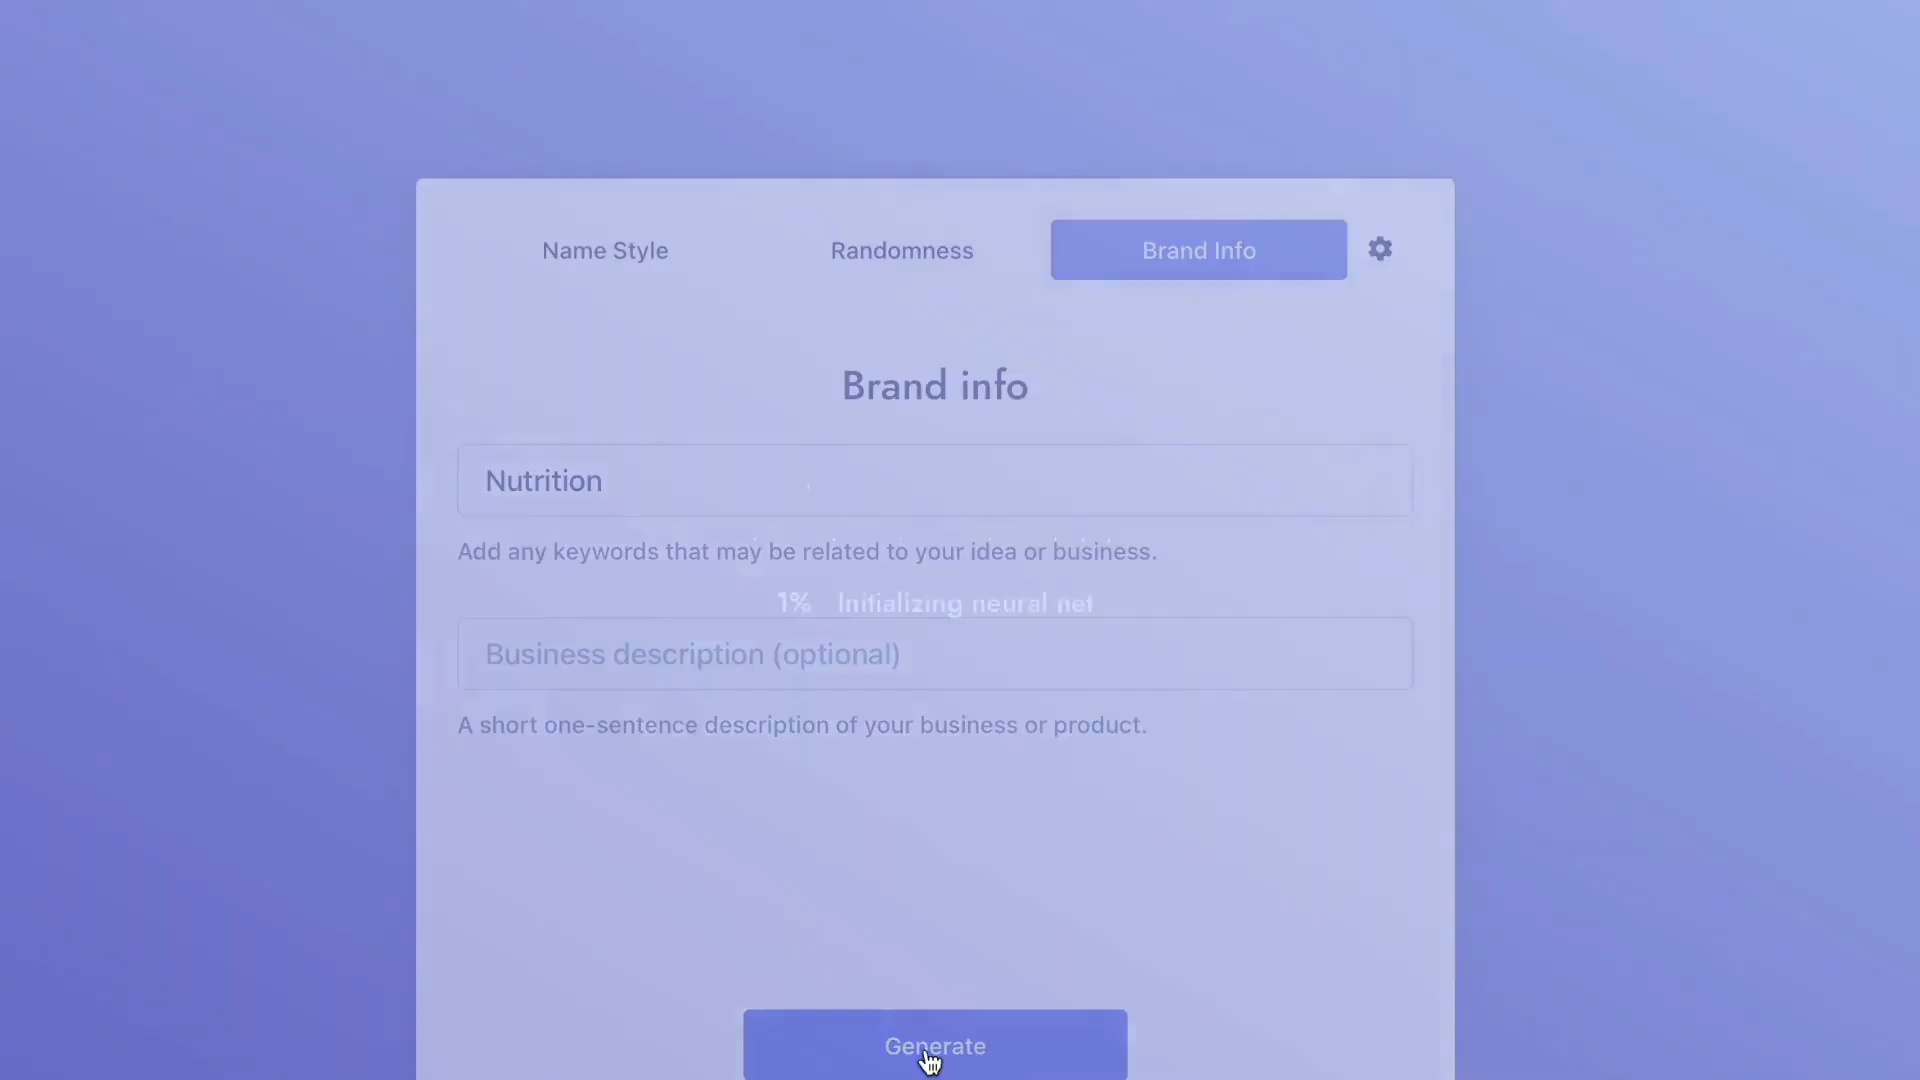 Name Style Randomness Brand Info
Brand info
Nutrition
Add any keywords that may be related to your idea or business.
1% Initializing neural net
Business description (optional)
A short one-sentence description of your business or product.
Generate